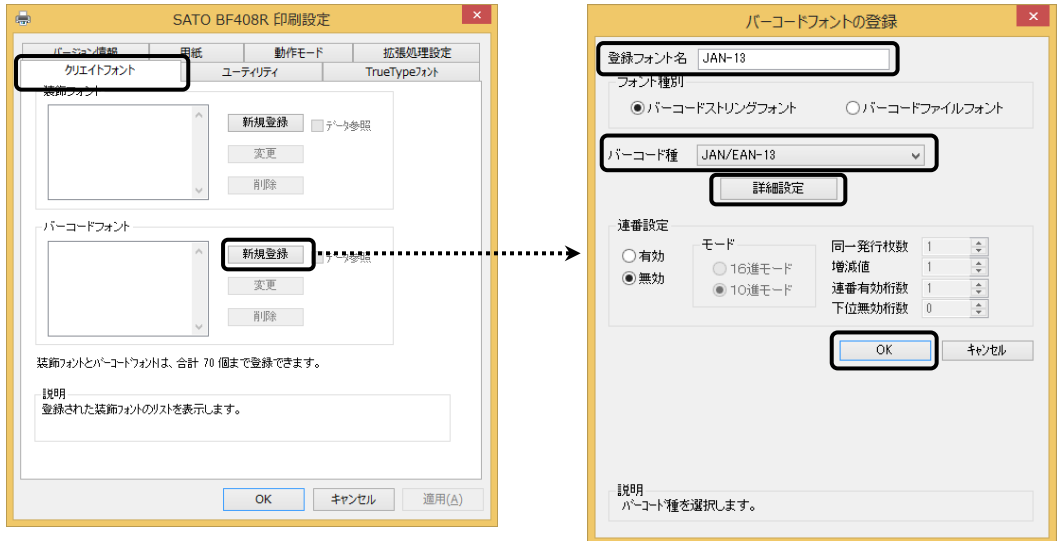 SATO BF408R 印刷設定
バージョン情報 用紙 動作モード 拡張処理設定
クリエイトフォント ユーティリティ TrueTypeフォント
装飾フォント
新規登録 データ参照
変更
削除
バーコードフォント
新規登録 データ参照
変更
削除
装飾フォントとバーコードフォントは、合計 70 個まで登録できます。
説明
登録された装飾フォントのリストを表示します。
OK キャンセル 適用(A)
バーコードフォントの登録
登録フォント名 JAN-13
フォント種別
バーコードストリングフォント バーコードファイルフォント
バーコード種 JAN/EAN-13
詳細設定
連番設定
有効
無効
モード
16進モード
10進モード
同一発行枚数 1
増減値 1
連番有効桁数 1
下位無効桁数 0
OK キャンセル
説明
バーコード種を選択します。